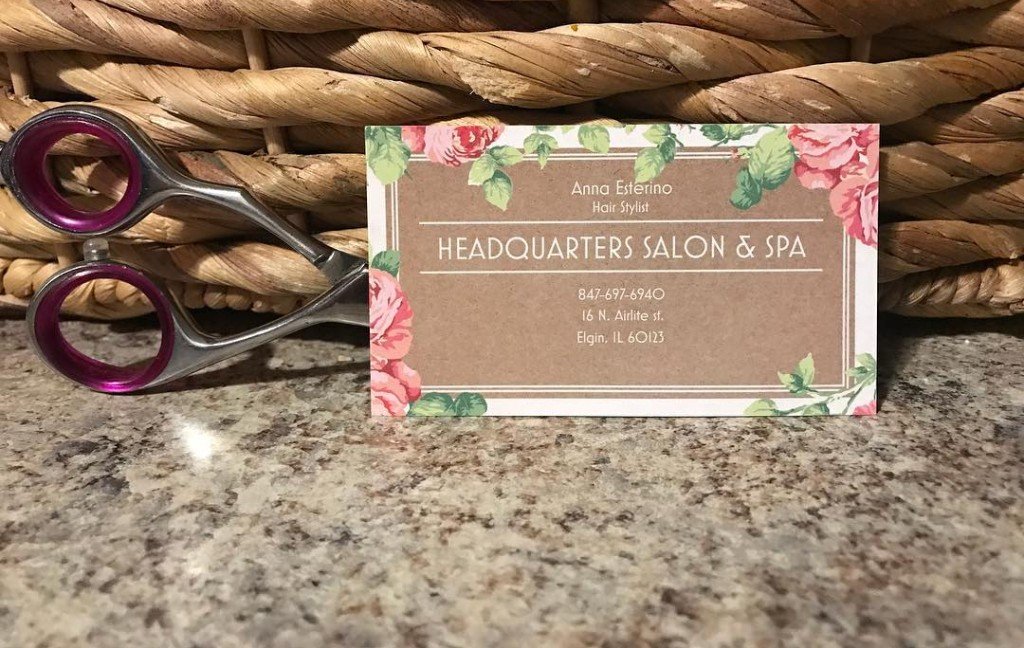 Anna Esterino
Hair Stylist
HEADQUARTERS SALON & SPA
847-697-6940
16 N. Airlite st.
Elgin, IL 60123